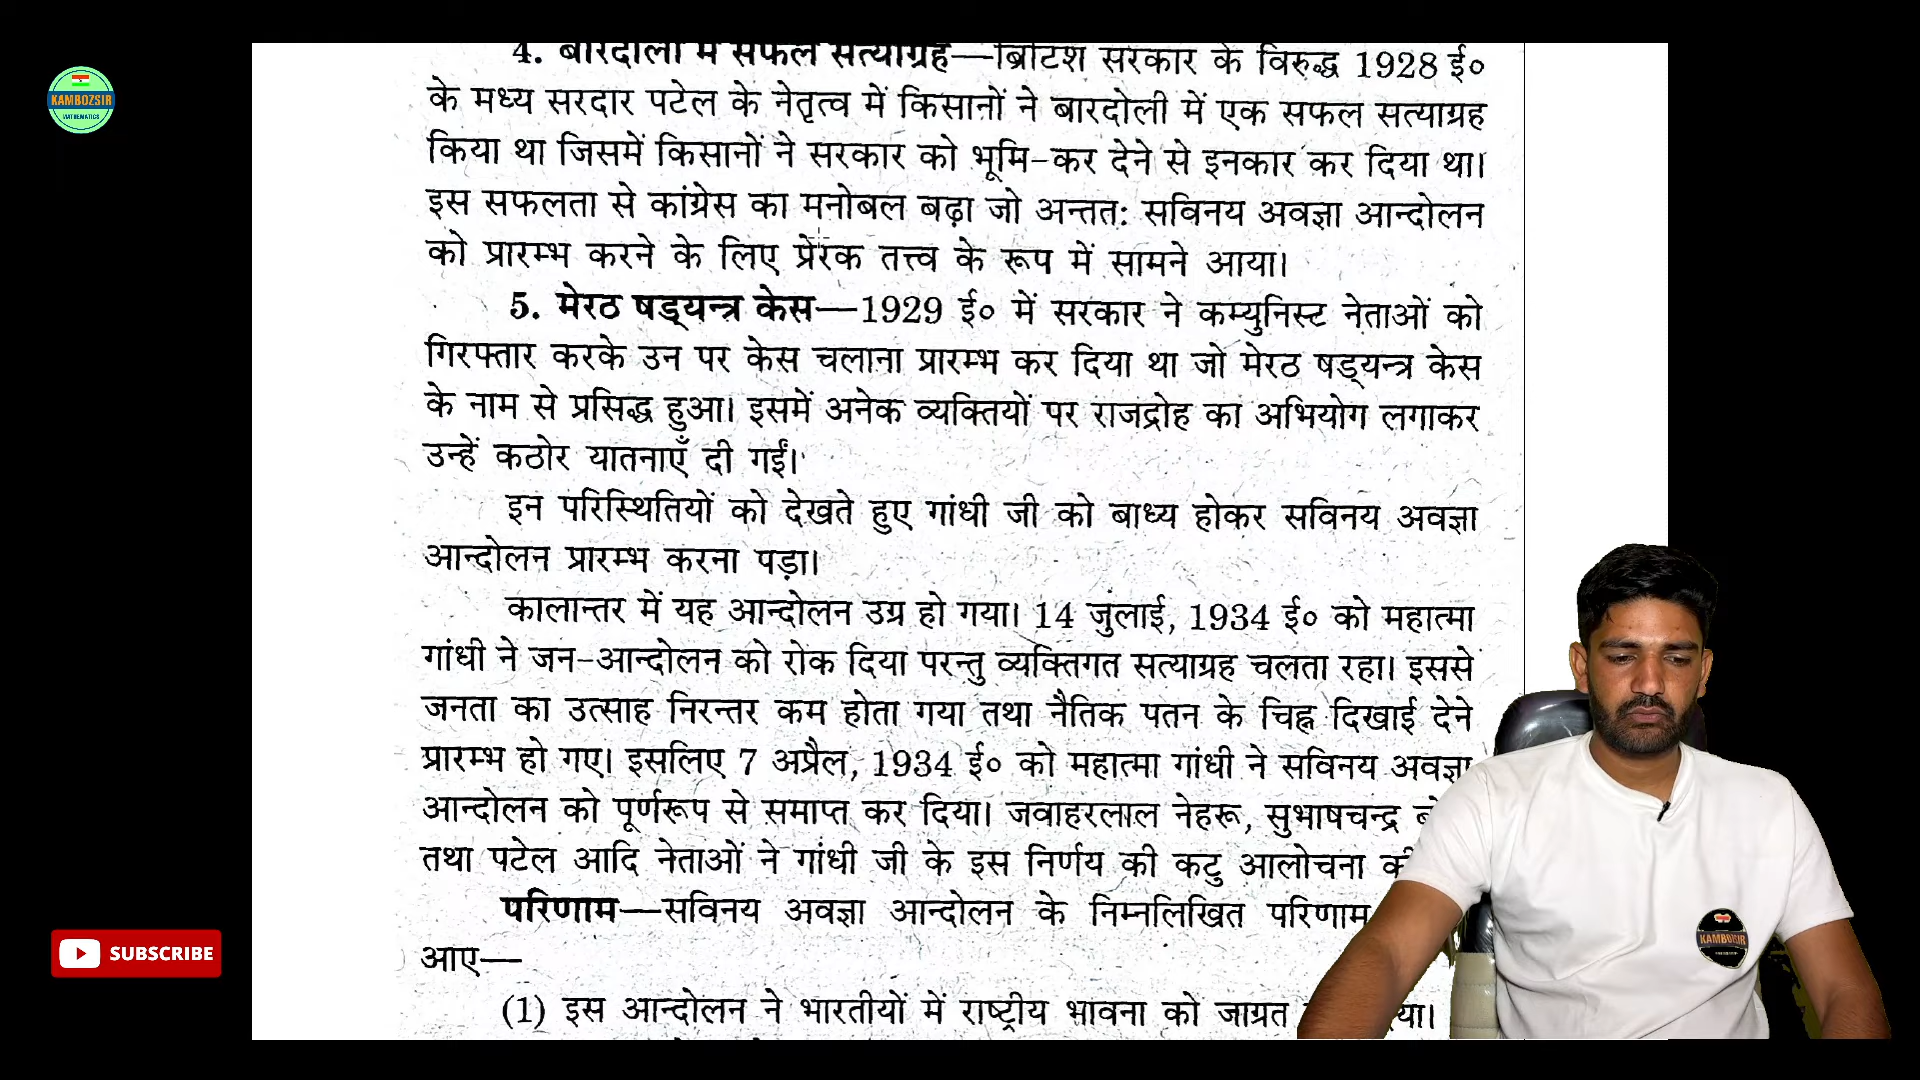 KAMBOZSIR
MATHEMATICS
4. बारदोली में सफल सत्याग्रह—ब्रिटिश सरकार के विरुद्ध 1928 ई०
के मध्य सरदार पटेल के नेतृत्व में किसानों ने बारदोली में एक सफल सत्याग्रह
किया था जिसमें किसानों ने सरकार को भूमि-कर देने से इनकार कर दिया था।
इस सफलता से कांग्रेस का मनोबल बढ़ा जो अन्तत: सविनय अवज्ञा आन्दोलन
को प्रारम्भ करने के लिए प्रेरक तत्त्व के रूप में सामने आया।
5. मेरठ षड्यन्त्र केस—1929 ई० में सरकार ने कम्युनिस्ट नेताओं को
गिरफ्तार करके उन पर केस चलाना प्रारम्भ कर दिया था जो मेरठ षड्यन्त्र केस
के नाम से प्रसिद्ध हुआ। इसमें अनेक व्यक्तियों पर राजद्रोह का अभियोग लगाकर
उन्हें कठोर यातनाएँ दी गईं।
इन परिस्थितियों को देखते हुए गांधी जी को बाध्य होकर सविनय अवज्ञा
आन्दोलन प्रारम्भ करना पड़ा।
कालान्तर में यह आन्दोलन उग्र हो गया। 14 जुलाई, 1934 ई० को महात्मा
गांधी ने जन-आन्दोलन को रोक दिया परन्तु व्यक्तिगत सत्याग्रह चलता रहा। इससे
जनता का उत्साह निरन्तर कम होता गया तथा नैतिक पतन के चिह्न दिखाई देने
प्रारम्भ हो गए। इसलिए 7 अप्रैल, 1934 ई० को महात्मा गांधी ने सविनय अवज्ञा
आन्दोलन को पूर्णरूप से समाप्त कर दिया। जवाहरलाल नेहरू, सुभाषचन्द्र
तथा पटेल आदि नेताओं ने गांधी जी के इस निर्णय की कटु आलोचना
परिणाम—सविनय अवज्ञा आन्दोलन के निम्नलिखित परिणाम
आए—
(1) इस आन्दोलन ने भारतीयों में राष्ट्रीय भावना को जाग्रत
SUBSCRIBE
KAMBOZSIR